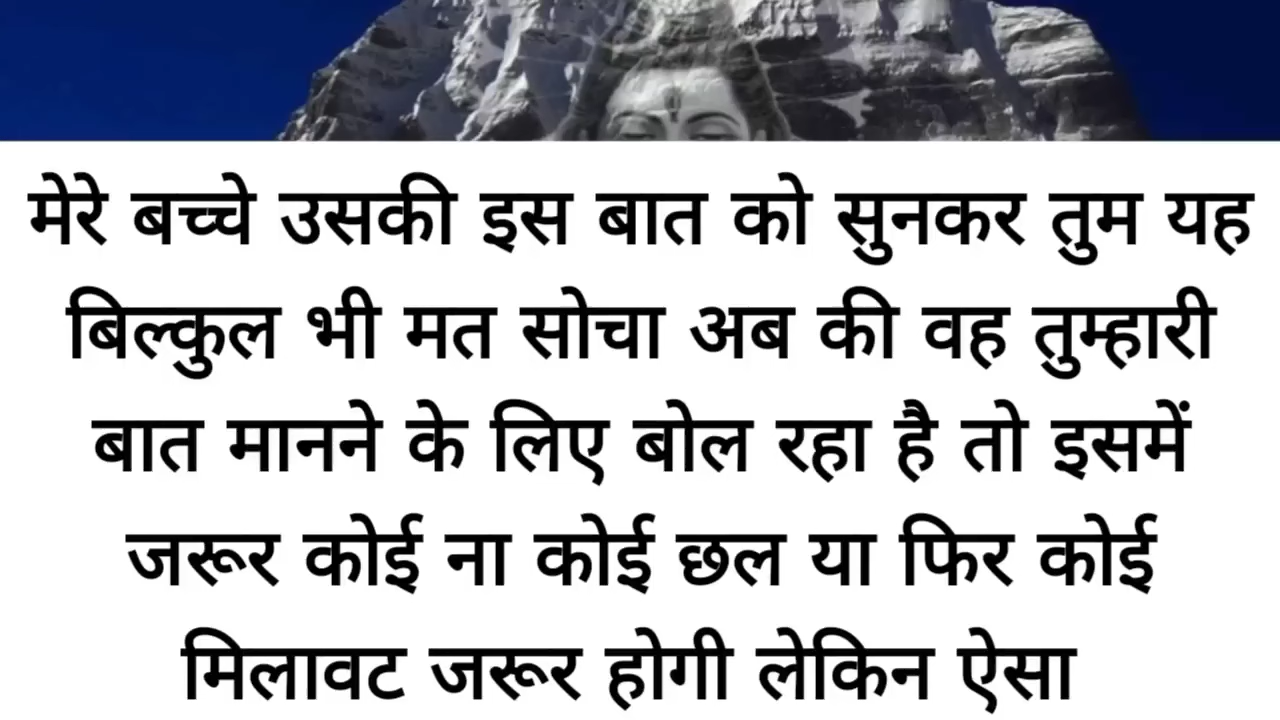 मेरे बच्चे उसकी इस बात को सुनकर तुम यह
बिल्कुल भी मत सोचा अब की वह तुम्हारी
बात मानने के लिए बोल रहा है तो इसमें
जरूर कोई ना कोई छल या फिर कोई
मिलावट जरूर होगी लेकिन ऐसा